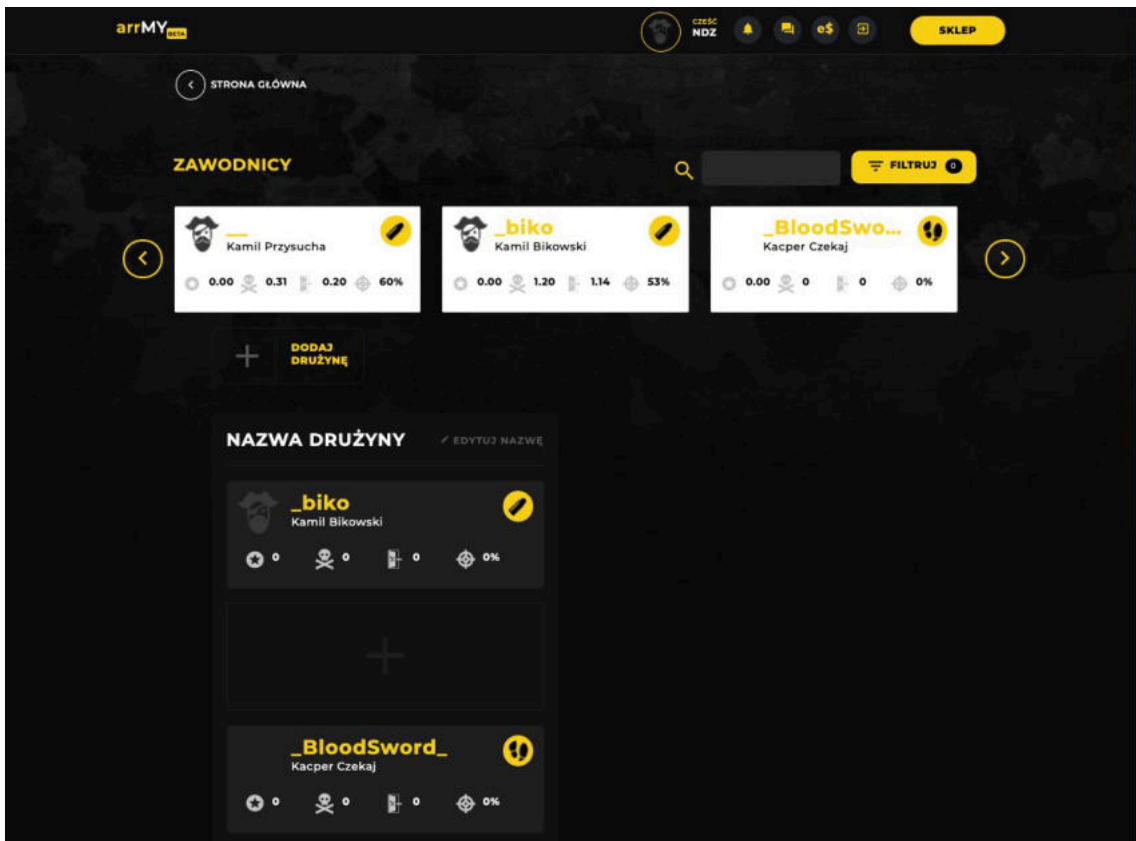 arrMY BETA
CZEŚĆ
NDZ
e$
SKLEP
STRONA GŁÓWNA
ZAWODNICY
FILTRUJ 0
__
Kamil Przysucha
0.00 0.31 0.20 60%
_biko
Kamil Bikowski
0.00 1.20 1.14 53%
_BloodSwo...
Kacper Czekaj
0.00 0 0 0%
DODAJ
DRUŻYNĘ
NAZWA DRUŻYNY EDYTUJ NAZWĘ
_biko
Kamil Bikowski
0 0 0 0%
_BloodSword_
Kacper Czekaj
0 0 0 0%